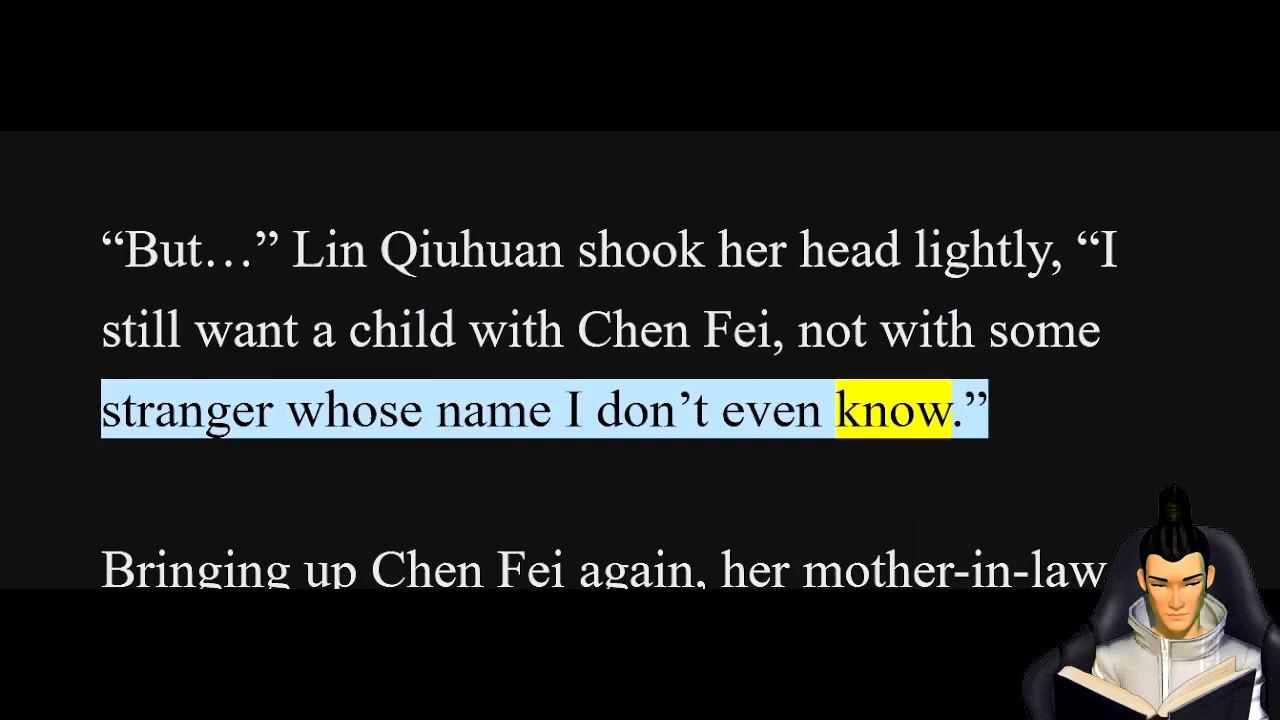 “But…” Lin Qiuhuan shook her head lightly, “I
still want a child with Chen Fei, not with some
stranger whose name I don’t even know.”
Bringing up Chen Fei again, her mother-in-law